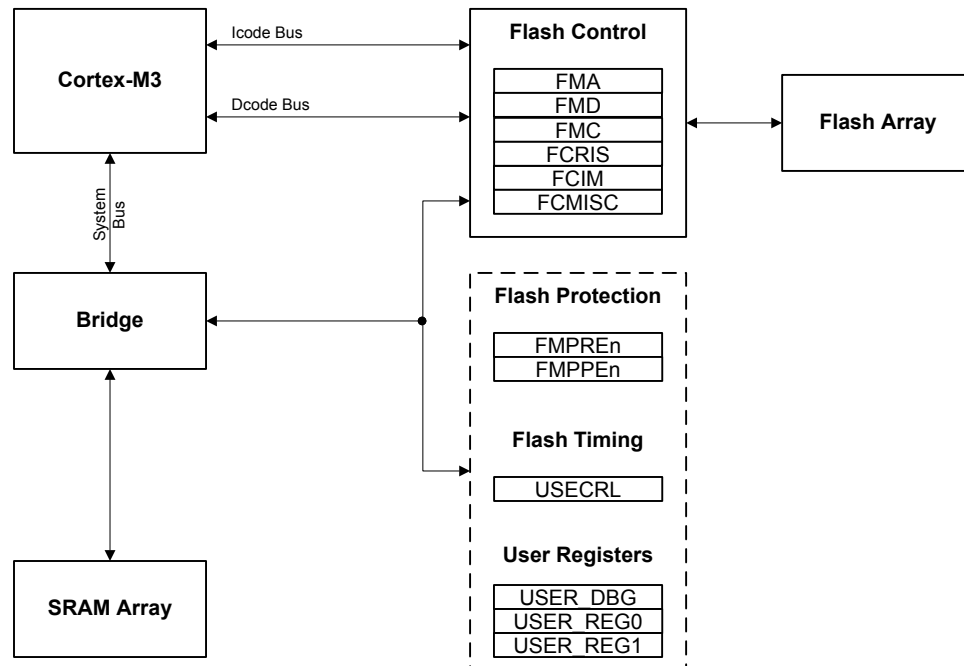 Cortex-M3
Icode Bus
Dcode Bus
System
Bus
Flash Control
FMA
FMD
FMC
FCRIS
FCIM
FCMISC
Flash Array
Bridge
Flash Protection
FMPREn
FMPPEn
Flash Timing
USECRL
User Registers
USER_DBG
USER_REG0
USER_REG1
SRAM Array